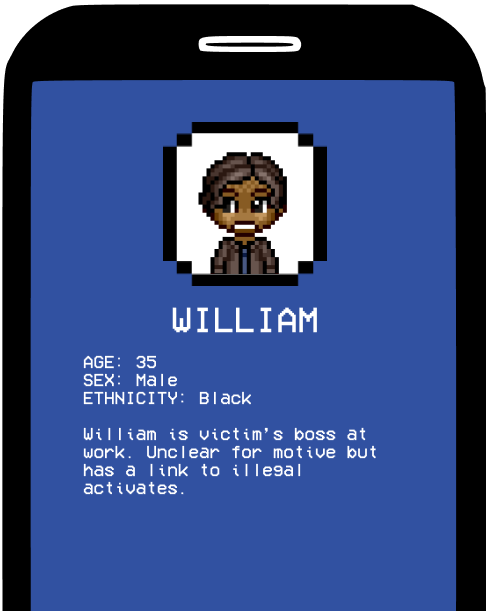 WILLIAM
AGE: 35
SEX: Male
ETHNICITY: Black
William is victim's boss at
work. Unclear for motive but
has a link to illegal
activates.